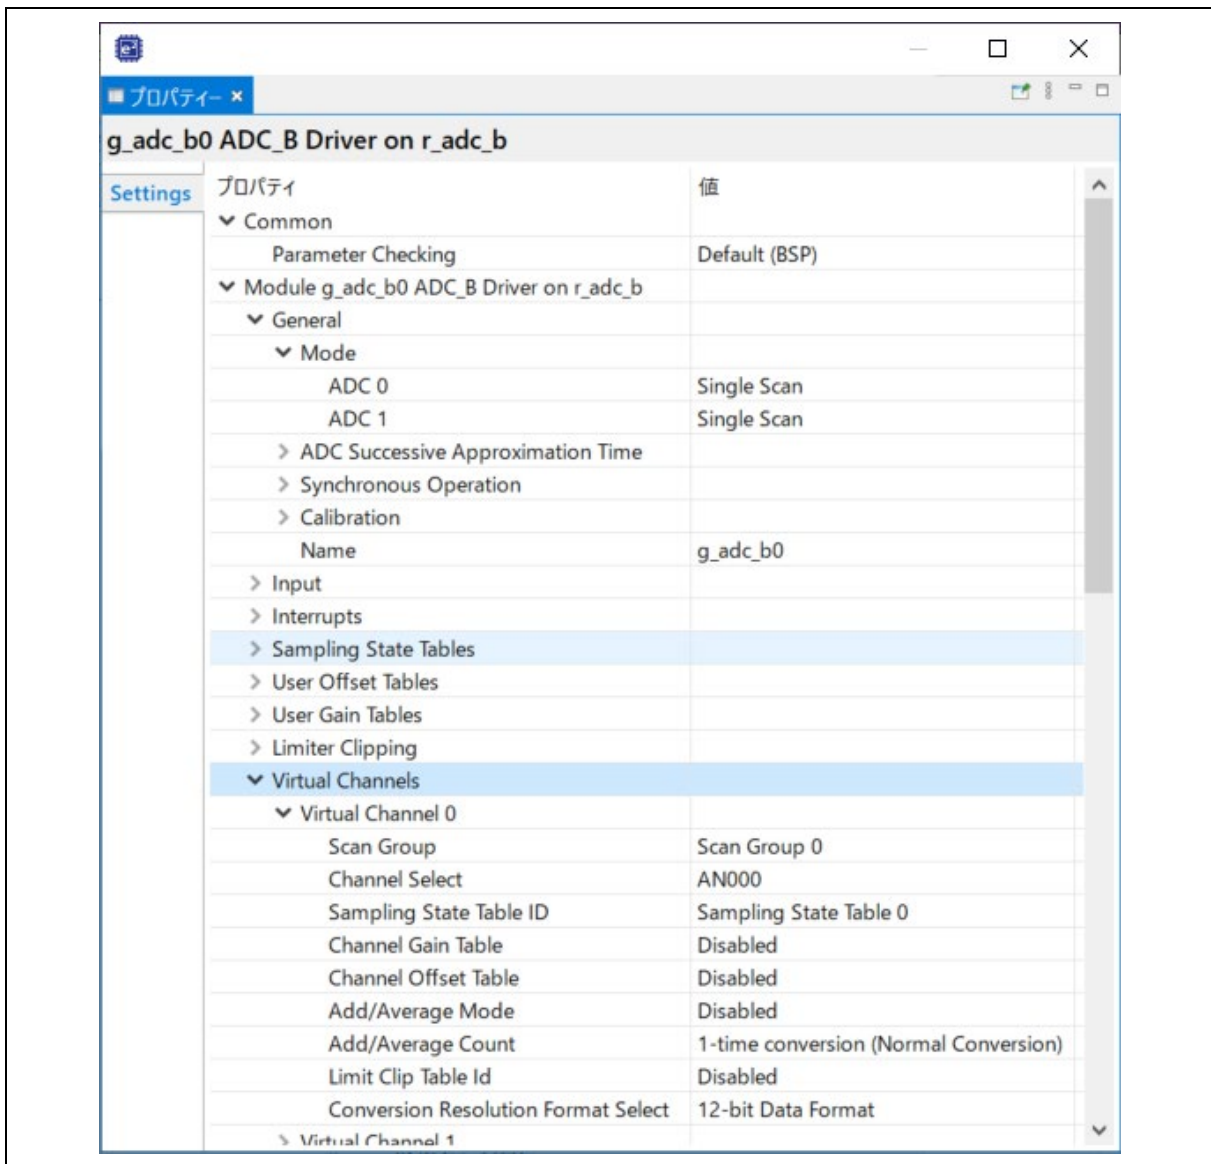 プロパティー
g_adc_b0 ADC_B Driver on r_adc_b
Settings
プロパティ 値
Common
Parameter Checking Default (BSP)
Module g_adc_b0 ADC_B Driver on r_adc_b
General
Mode
ADC 0 Single Scan
ADC 1 Single Scan
ADC Successive Approximation Time
Synchronous Operation
Calibration
Name g_adc_b0
Input
Interrupts
Sampling State Tables
User Offset Tables
User Gain Tables
Limiter Clipping
Virtual Channels
Virtual Channel 0
Scan Group Scan Group 0
Channel Select AN000
Sampling State Table ID Sampling State Table 0
Channel Gain Table Disabled
Channel Offset Table Disabled
Add/Average Mode Disabled
Add/Average Count 1-time conversion (Normal Conversion)
Limit Clip Table Id Disabled
Conversion Resolution Format Select 12-bit Data Format
Virtual Channel 1